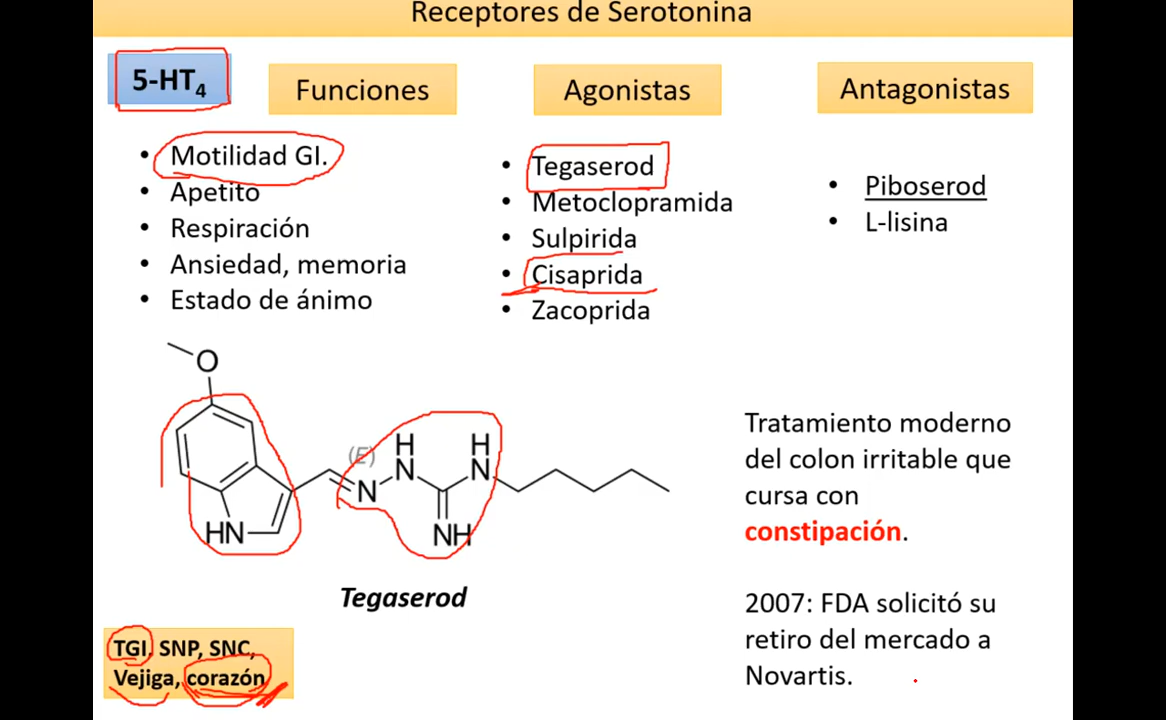 Receptores de Serotonina
5-HT₄
Funciones
Agonistas
Antagonistas
• Motilidad GI.
• Apetito
• Respiración
• Ansiedad, memoria
• Estado de ánimo
• Tegaserod
• Metoclopramida
• Sulpirida
• Cisaprida
• Zacoprida
• Piboserod
• L-lisina
O
(E)
H
N
H
N
N
HN
NH
Tegaserod
Tratamiento moderno
del colon irritable que
cursa con
constipación.
2007: FDA solicitó su
retiro del mercado a
Novartis.
TGI, SNP, SNC,
Vejiga, corazón